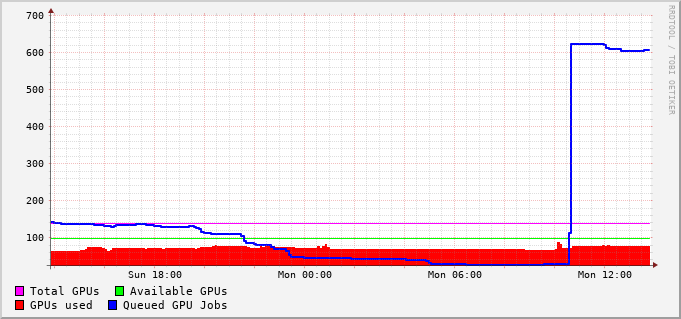 700
600
500
400
300
200
100
Sun 18:00 Mon 00:00 Mon 06:00 Mon 12:00
Total GPUs Available GPUs
GPUs used Queued GPU Jobs
RRDTOOL / TOBI OETIKER